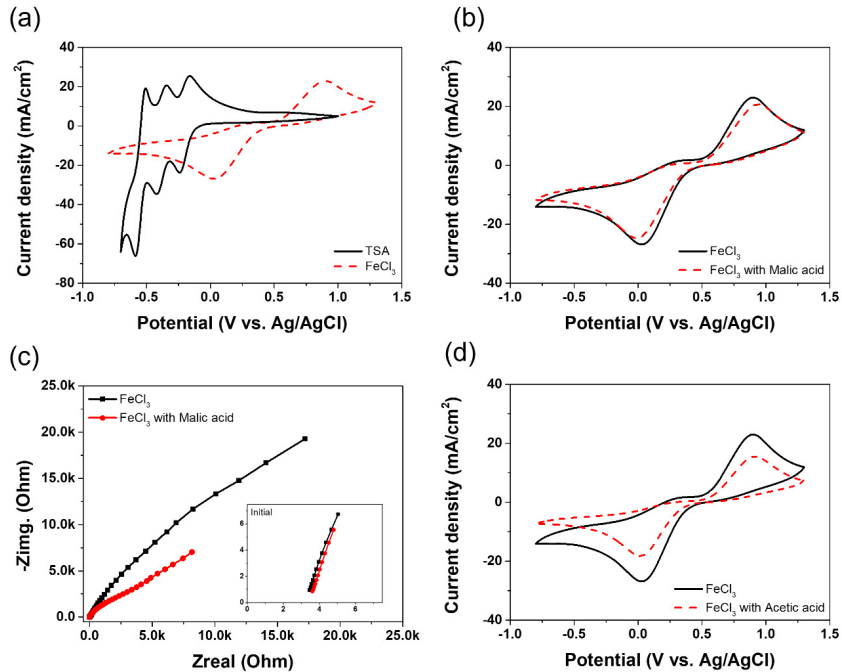 (a)
40
20
0
-20
-40
-60
-80
Current density (mA/cm²)
TSA
FeCl₃
-1.0 -0.5 0.0 0.5 1.0 1.5
Potential (V vs. Ag/AgCl)
(b)
40
20
0
-20
-40
Current density (mA/cm²)
FeCl₃
FeCl₃ with Malic acid
-1.0 -0.5 0.0 0.5 1.0 1.5
Potential (V vs. Ag/AgCl)
(c)
25.0k
20.0k
15.0k
10.0k
5.0k
0.0
-Zimg. (Ohm)
FeCl₃
FeCl₃ with Malic acid
Initial
6
4
2
0
0 2 4 6
0.0 5.0k 10.0k 15.0k 20.0k 25.0k
Zreal (Ohm)
(d)
40
20
0
-20
-40
Current density (mA/cm²)
FeCl₃
FeCl₃ with Acetic acid
-1.0 -0.5 0.0 0.5 1.0 1.5
Potential (V vs. Ag/AgCl)